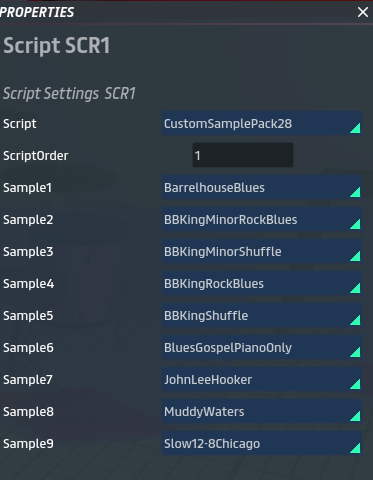 PROPERTIES
Script SCR1
Script Settings SCR1
Script CustomSamplePack28
ScriptOrder 1
Sample1 BarrelhouseBlues
Sample2 BBKingMinorRockBlues
Sample3 BBKingMinorShuffle
Sample4 BBKingRockBlues
Sample5 BBKingShuffle
Sample6 BluesGospelPianoOnly
Sample7 JohnLeeHooker
Sample8 MuddyWaters
Sample9 Slow12-8Chicago